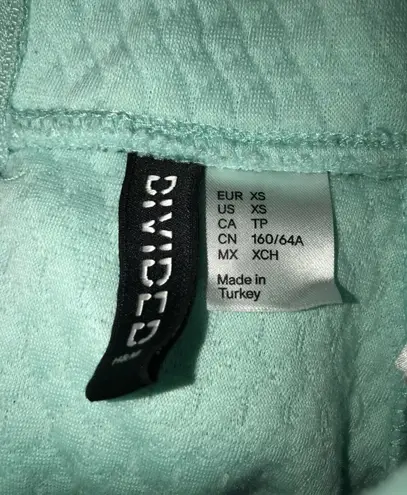 DIVIDED
H&M
EUR XS
US XS
CA TP
CN 160/64A
MX XCH
Made in
Turkey